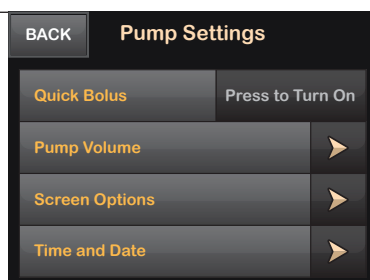 BACK Pump Settings
Quick Bolus Press to Turn On
Pump Volume
Screen Options
Time and Date